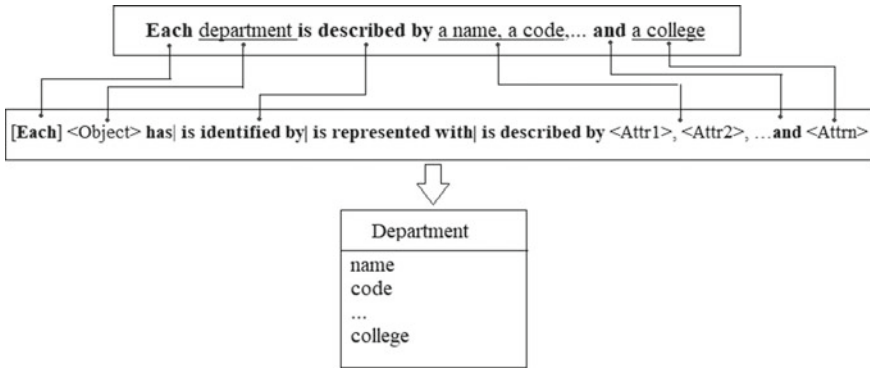 Each department is described by a name, a code,... and a college
[Each] <Object> has| is identified by| is represented with| is described by <Attr1>, <Attr2>, ...and <Attrn>
Department
name
code
...
college